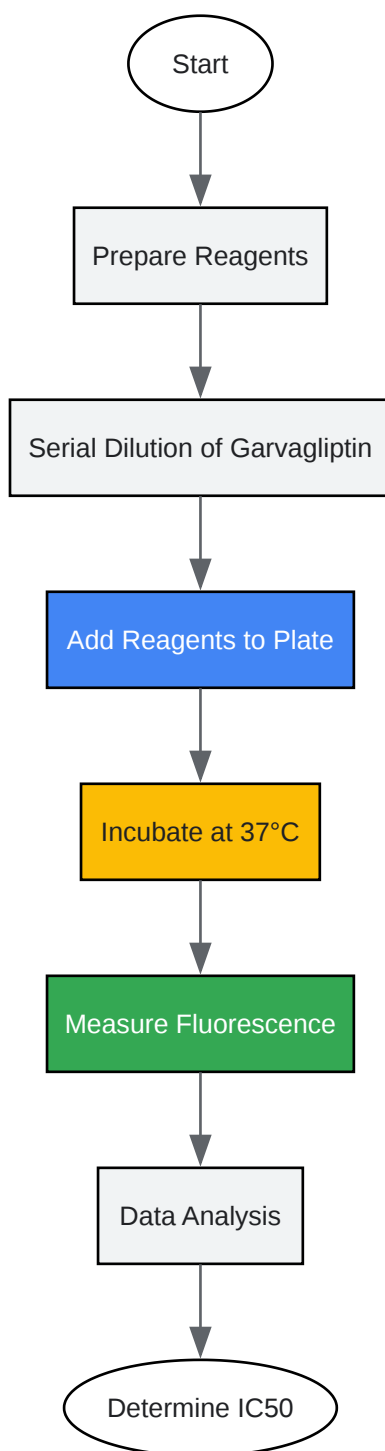 Start
Prepare Reagents
Serial Dilution of Garvagliptin
Add Reagents to Plate
Incubate at 37°C
Measure Fluorescence
Data Analysis
Determine IC50